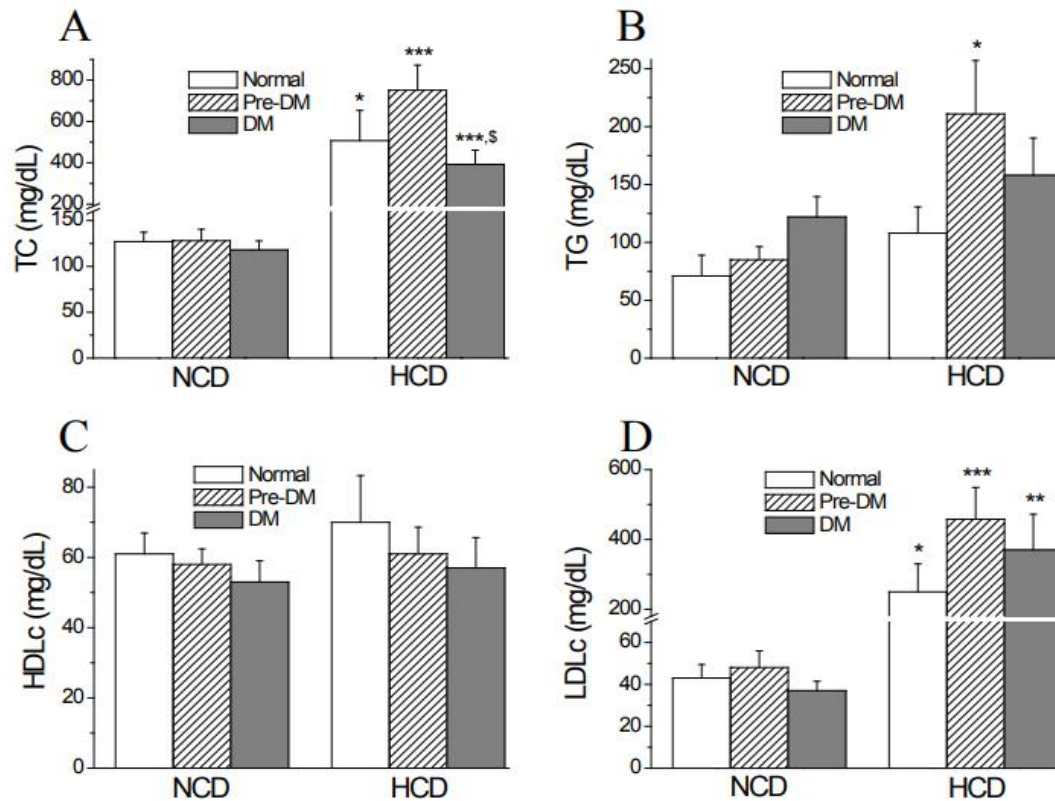 A
TC (mg/dL)
800
600
400
200
150
100
50
0
Normal
Pre-DM
DM
*
***
***,$
NCD
HCD
B
TG (mg/dL)
250
200
150
100
50
0
Normal
Pre-DM
DM
*
NCD
HCD
C
HDLc (mg/dL)
80
60
40
20
0
Normal
Pre-DM
DM
NCD
HCD
D
LDLc (mg/dL)
600
400
200
60
40
20
0
Normal
Pre-DM
DM
*
***
**
NCD
HCD